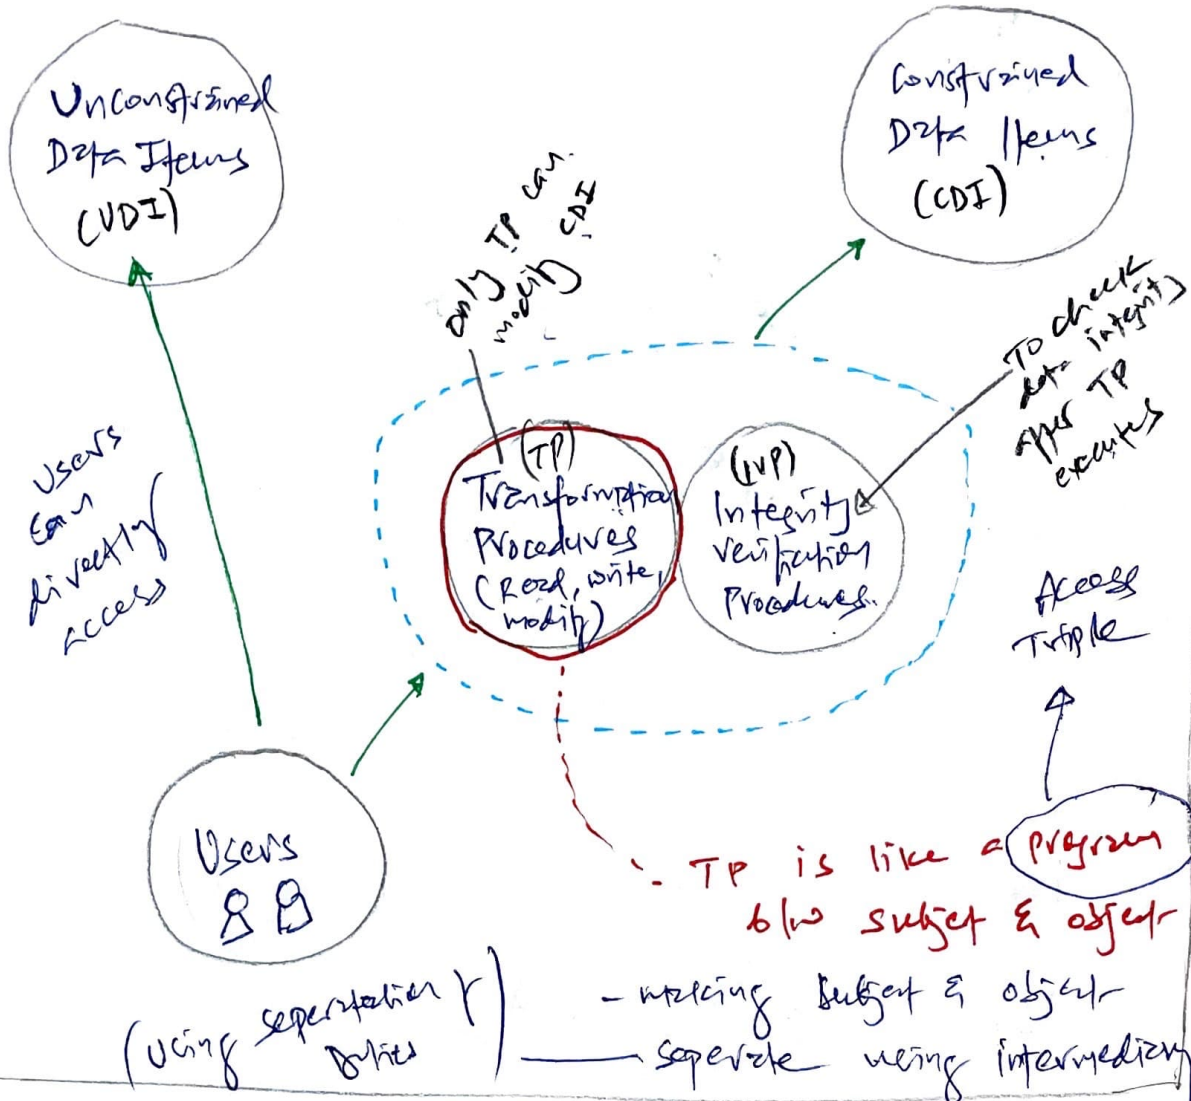 Unconstrained
Data Items
(UDI)
Constrained
Data Items
(CDI)
only TP can
modify CDI
To check
data integrity
after TP
executes
(TP)
Transformation
Procedures
(Read, write,
modify)
(IVP)
Integrity
verification
Procedures.
Users
can
directly
access
Access
Triple
Users
- TP is like a program
b/w subject & object
- making subject & object
seperate using intermediary
(using seperation of
Duties